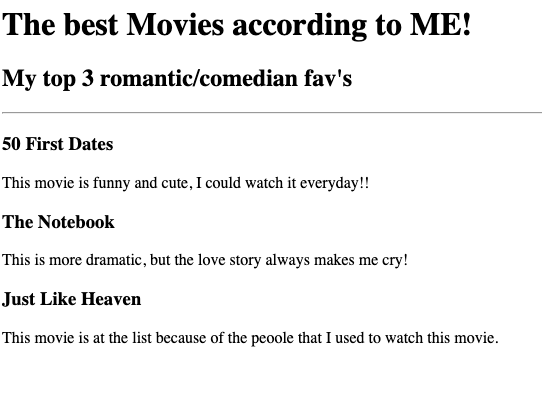 The best Movies according to ME!
My top 3 romantic/comedian fav's
50 First Dates
This movie is funny and cute, I could watch it everyday!!
The Notebook
This is more dramatic, but the love story always makes me cry!
Just Like Heaven
This movie is at the list because of the peoole that I used to watch this movie.